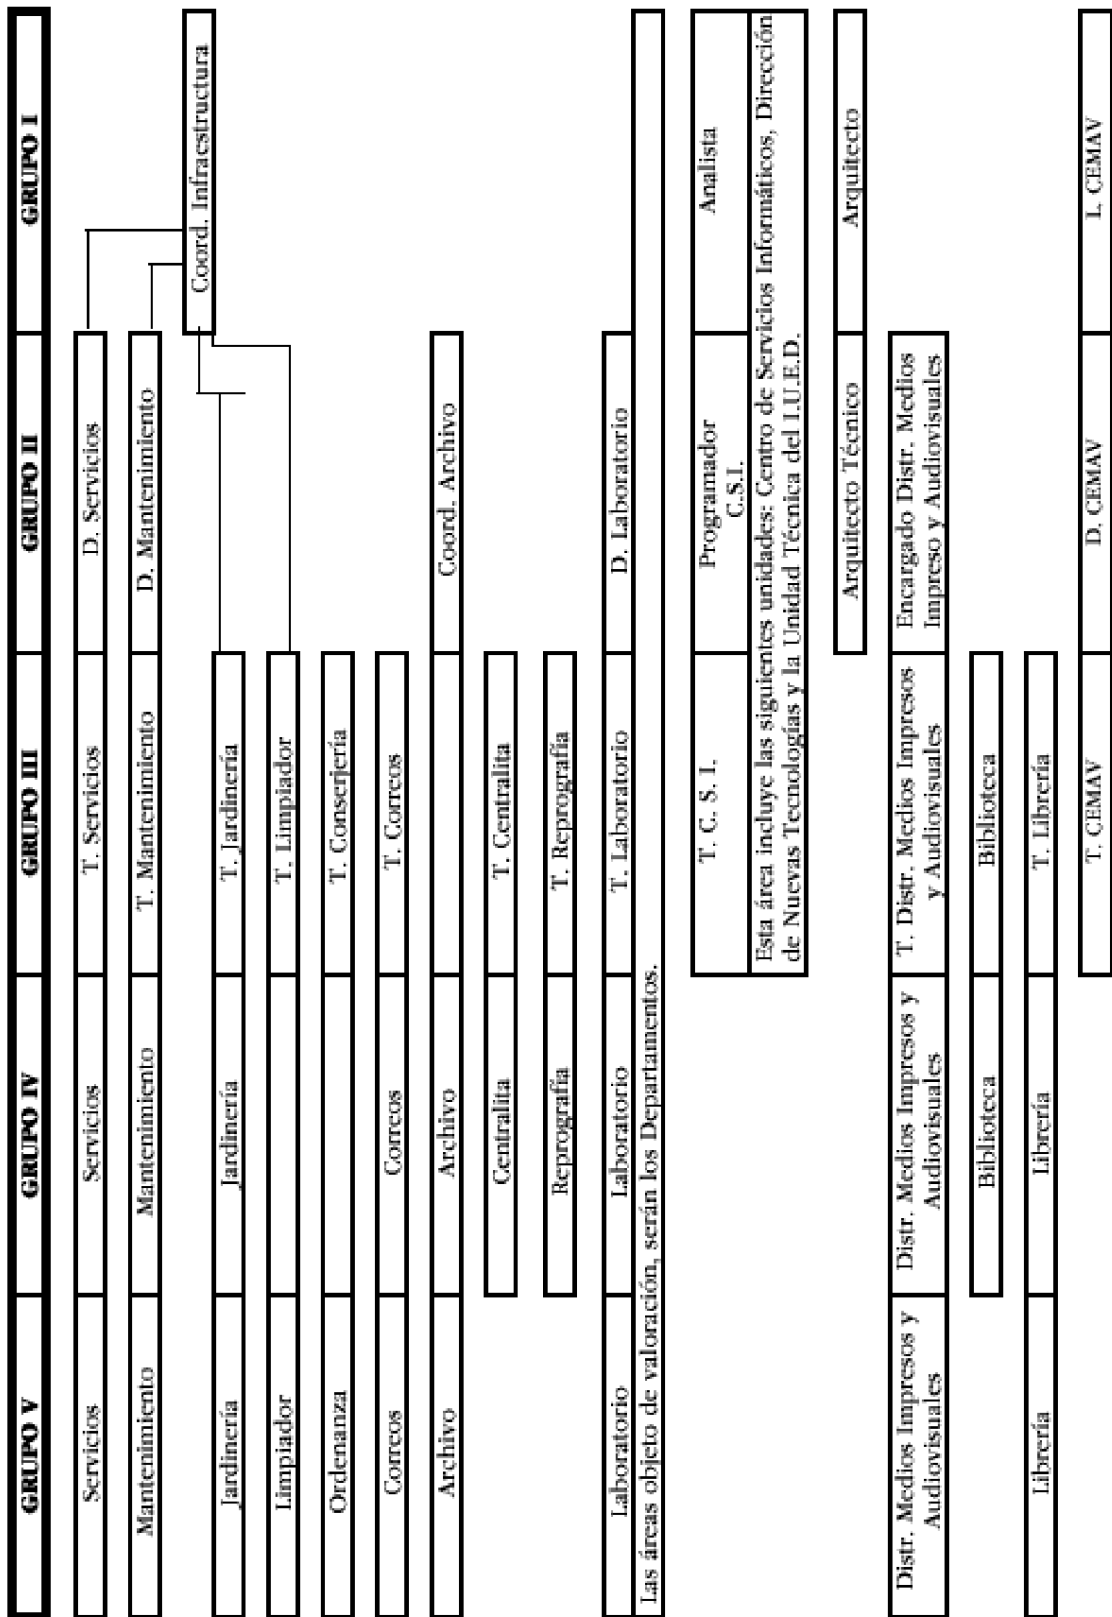 GRUPO V GRUPO IV GRUPO III GRUPO II GRUPO I
Servicios Servicios T. Servicios D. Servicios
Mantenimiento Mantenimiento T. Mantenimiento D. Mantenimiento
Coord. Infraestructura
Jardinería Jardinería T. Jardinería
Limpiador T. Limpiador
Ordenanza T. Conserjería
Correos Correos T. Correos
Archivo Archivo Coord. Archivo
Centralita T. Centralita
Reprografía T. Reprografía
Laboratorio Laboratorio T. Laboratorio D. Laboratorio
Las áreas objeto de valoración, serán los Departamentos.
T. C. S. I. Programador Analista
C.S.I.
Esta área incluye las siguientes unidades: Centro de Servicios Informáticos, Dirección
de Nuevas Tecnologías y la Unidad Técnica del I.U.E.D.
Arquitecto Técnico Arquitecto
Distr. Medios Impresos y Distr. Medios Impresos y T. Distr. Medios Impresos Encargado Distr. Medios
Audiovisuales Audiovisuales y Audiovisuales Impreso y Audiovisuales
Biblioteca Biblioteca
Librería Librería T. Librería
T. CEMAV D. CEMAV I. CEMAV